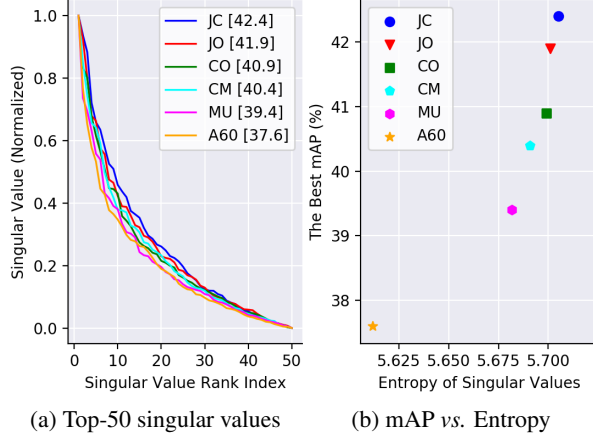 1.0
0.8
0.6
0.4
0.2
0.0
Singular Value (Normalized)
JC [42.4]
JO [41.9]
CO [40.9]
CM [40.4]
MU [39.4]
A60 [37.6]
0 10 20 30 40 50
Singular Value Rank Index
(a) Top-50 singular values
42
41
40
39
38
The Best mAP (%)
JC
JO
CO
CM
MU
A60
5.625 5.650 5.675 5.700
Entropy of Singular Values
(b) mAP vs. Entropy